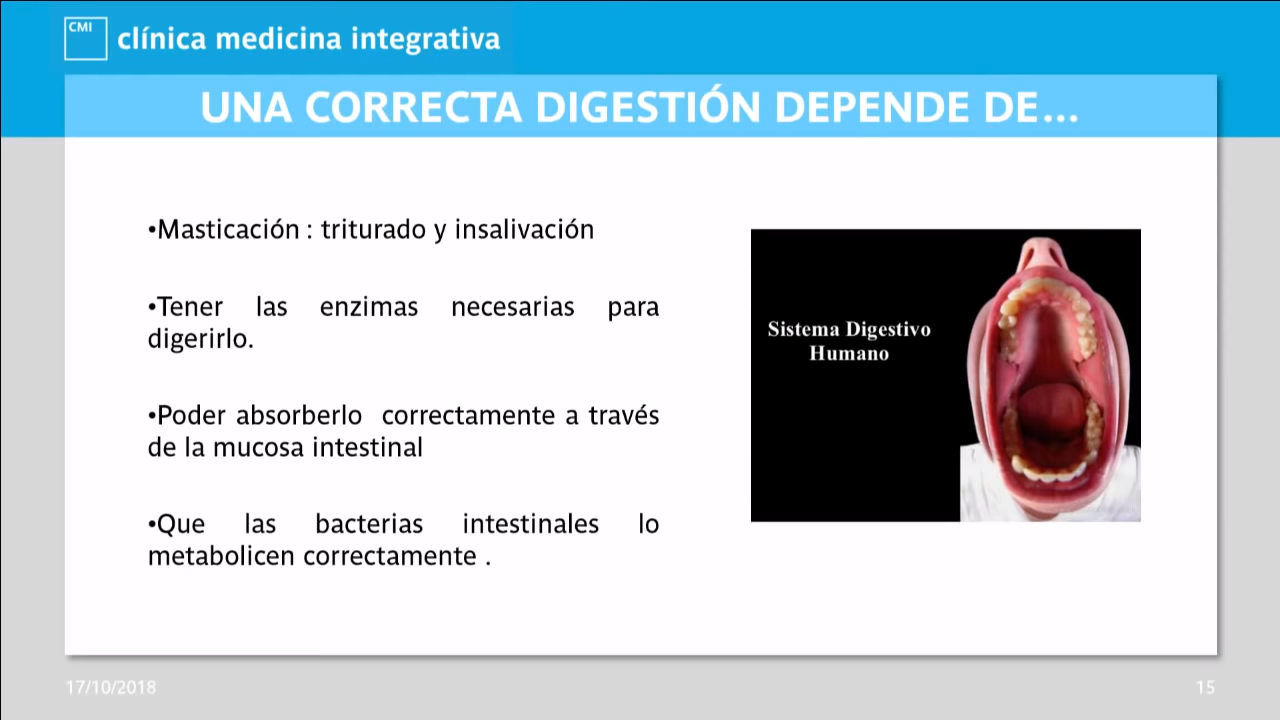 CMI
clínica medicina integrativa
UNA CORRECTA DIGESTIÓN DEPENDE DE...
•Masticación : triturado y insalivación
•Tener las enzimas necesarias para
digerirlo.
•Poder absorberlo correctamente a través
de la mucosa intestinal
•Que las bacterias intestinales lo
metabolicen correctamente .
Sistema Digestivo
Humano
17/10/2018
15